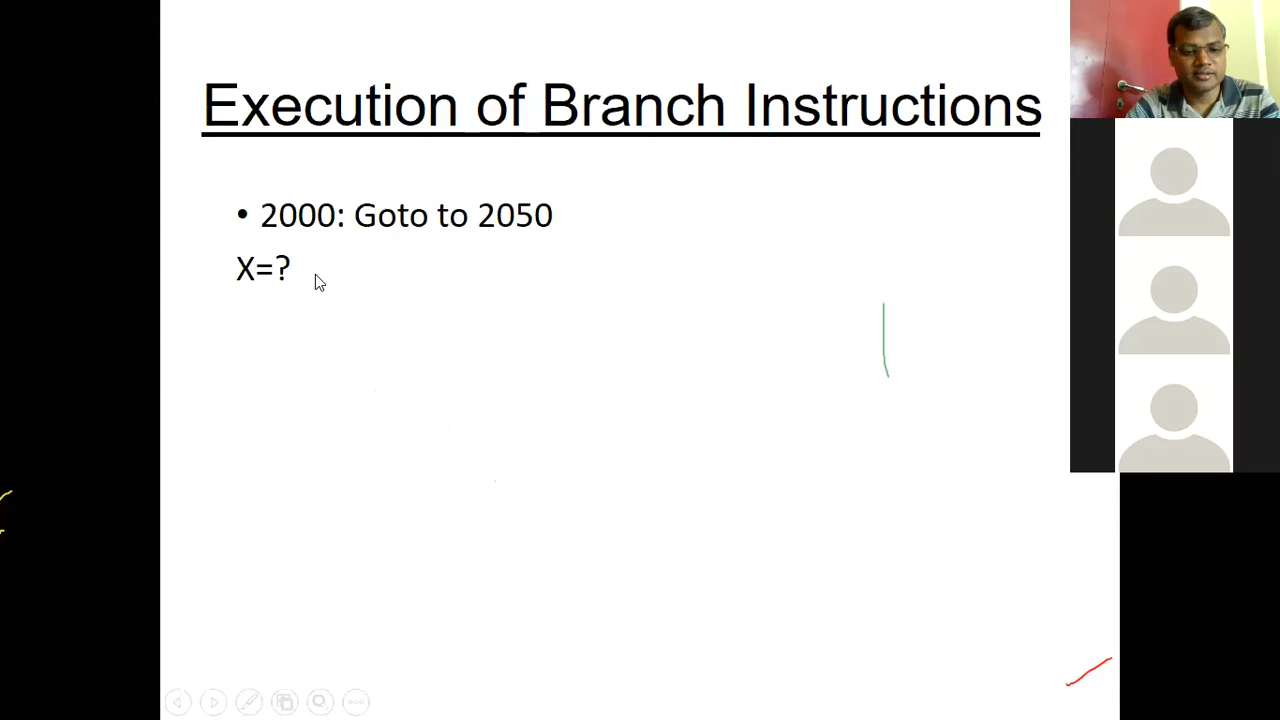 Execution of Branch Instructions
• 2000: Goto to 2050
X=?